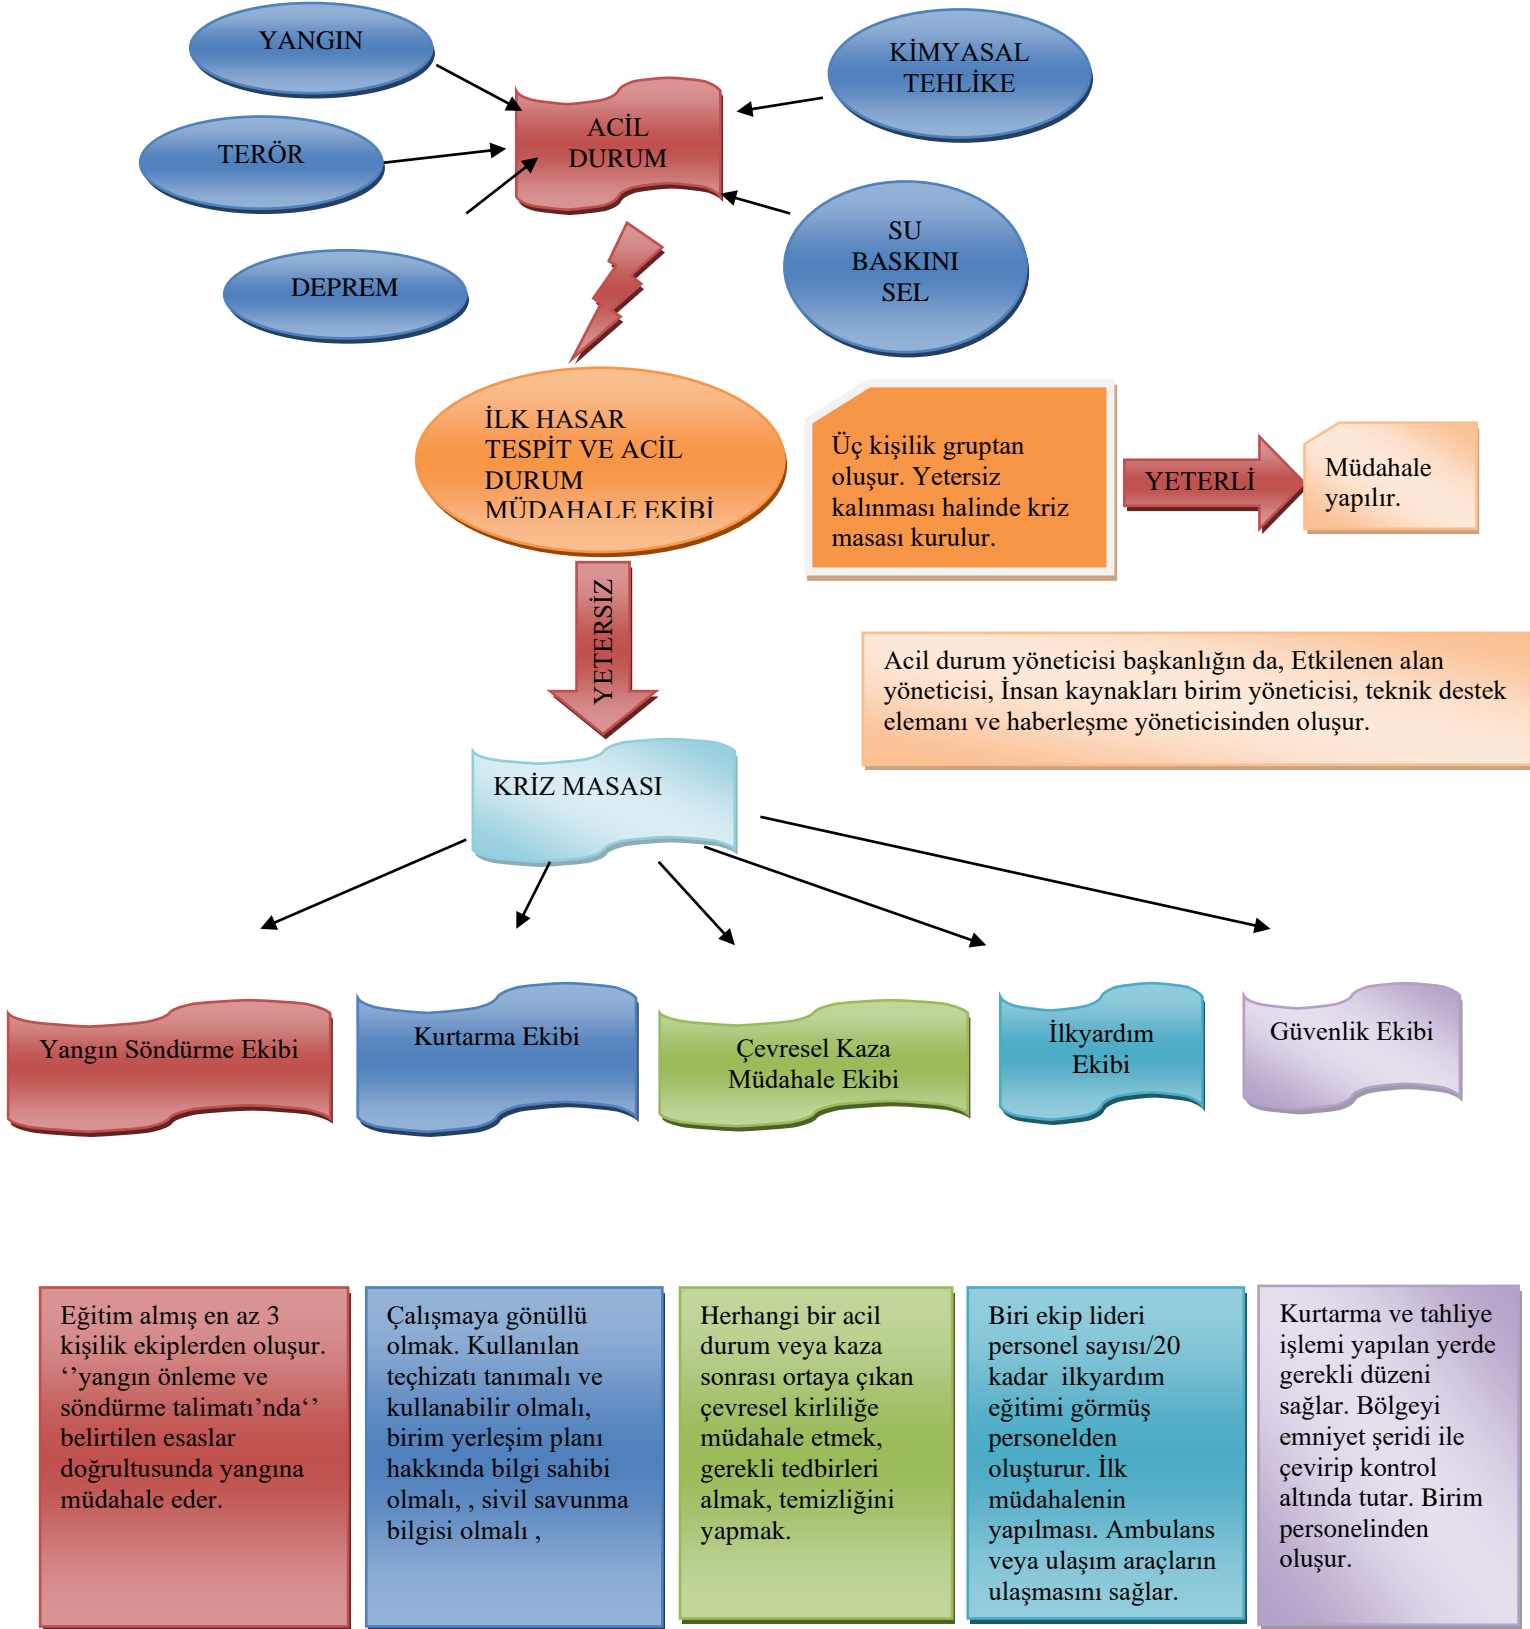 YANGIN
KİMYASAL
TEHLİKE
ACİL
DURUM
TERÖR
SU
BASKINI
SEL
DEPREM
İLK HASAR
TESPİT VE ACİL
DURUM
MÜDAHALE EKİBİ
Üç kişilik gruptan
oluşur. Yetersiz
kalınması halinde kriz
masası kurulur.
YETERLİ
Müdahale
yapılır.
YETERSİZ
Acil durum yöneticisi başkanlığın da, Etkilenen alan
yöneticisi, İnsan kaynakları birim yöneticisi, teknik destek
elemanı ve haberleşme yöneticisinden oluşur.
KRİZ MASASI
Yangın Söndürme Ekibi
Kurtarma Ekibi
Çevresel Kaza
Müdahale Ekibi
İlkyardım
Ekibi
Güvenlik Ekibi
Eğitim almış en az 3
kişilik ekiplerden oluşur.
‘’yangın önleme ve
söndürme talimatı’nda‘’
belirtilen esaslar
doğrultusunda yangına
müdahale eder.
Çalışmaya gönüllü
olmak. Kullanılan
teçhizatı tanımalı ve
kullanabilir olmalı,
birim yerleşim planı
hakkında bilgi sahibi
olmalı, , sivil savunma
bilgisi olmalı ,
Herhangi bir acil
durum veya kaza
sonrası ortaya çıkan
çevresel kirliliğe
müdahale etmek,
gerekli tedbirleri
almak, temizliğini
yapmak.
Biri ekip lideri
personel sayısı/20
kadar  ilkyardım
eğitimi görmüş
personelden
oluşturur. İlk
müdahalenin
yapılması. Ambulans
veya ulaşım araçların
ulaşmasını sağlar.
Kurtarma ve tahliye
işlemi yapılan yerde
gerekli düzeni
sağlar. Bölgeyi
emniyet şeridi ile
çevirip kontrol
altında tutar. Birim
personelinden
oluşur.